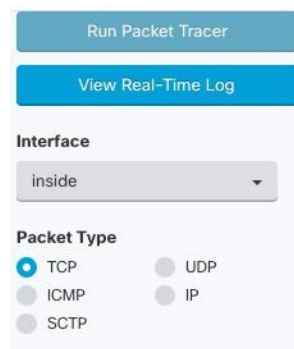 Run Packet Tracer
View Real-Time Log
Interface
inside
Packet Type
TCP UDP
ICMP IP
SCTP